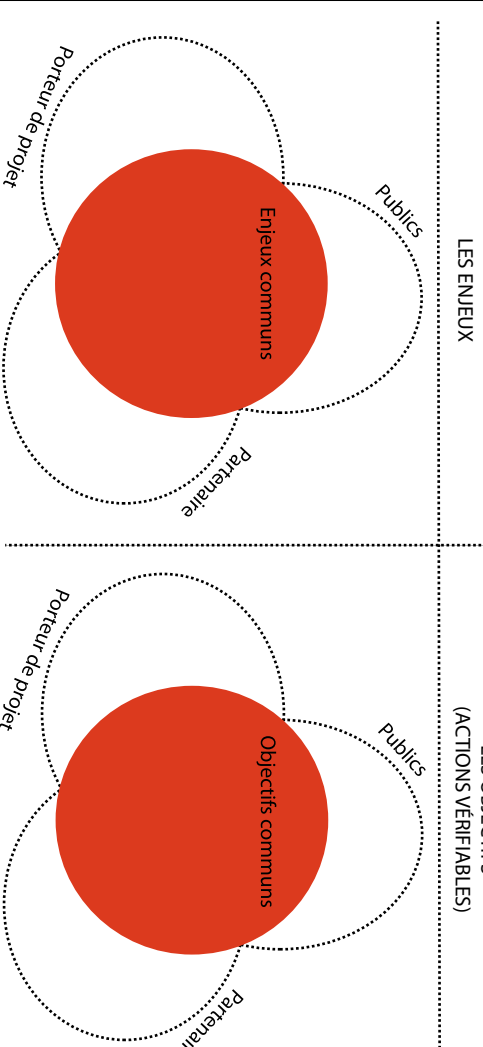 LES ENJEUX
Publics
Enjeux communs
Porteur de projet
Partenaire
(ACTIONS VÉRIFIABLES)
Publics
Objectifs communs
Porteur de projet